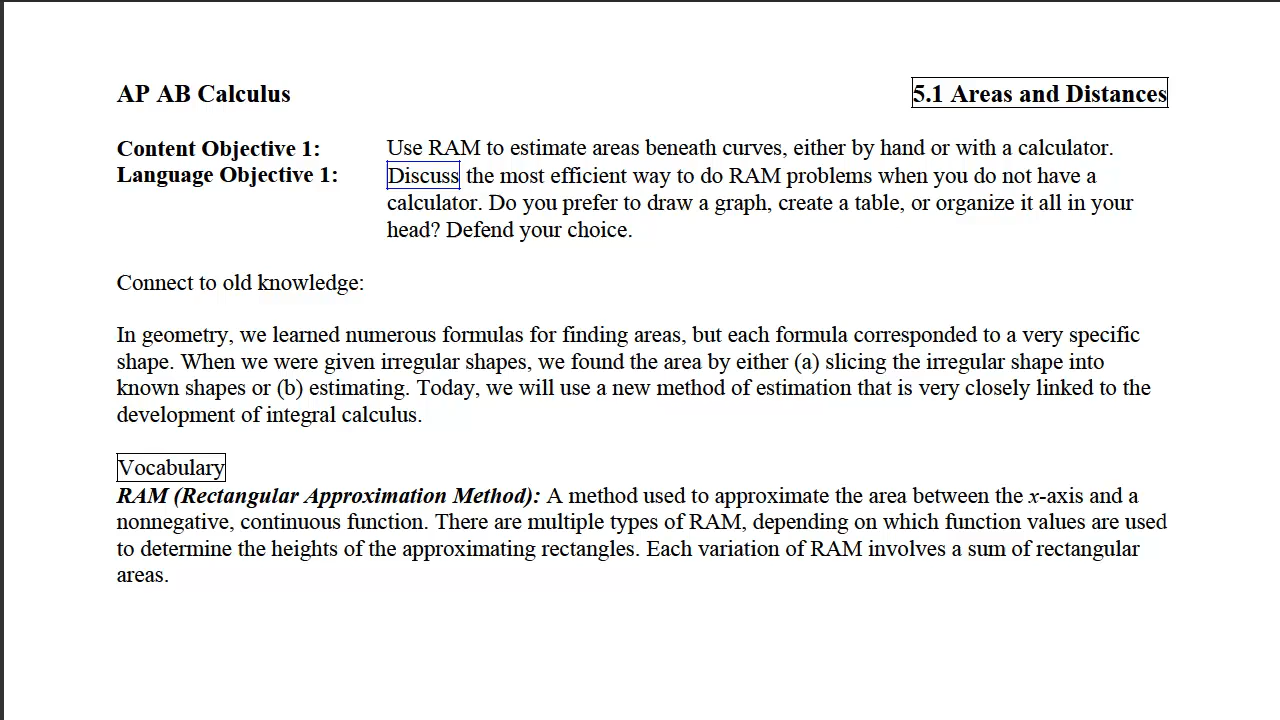 AP AB Calculus 5.1 Areas and Distances
Content Objective 1: Use RAM to estimate areas beneath curves, either by hand or with a calculator.
Language Objective 1: Discuss the most efficient way to do RAM problems when you do not have a
calculator. Do you prefer to draw a graph, create a table, or organize it all in your
head? Defend your choice.
Connect to old knowledge:
In geometry, we learned numerous formulas for finding areas, but each formula corresponded to a very specific
shape. When we were given irregular shapes, we found the area by either (a) slicing the irregular shape into
known shapes or (b) estimating. Today, we will use a new method of estimation that is very closely linked to the
development of integral calculus.
Vocabulary
RAM (Rectangular Approximation Method): A method used to approximate the area between the x-axis and a
nonnegative, continuous function. There are multiple types of RAM, depending on which function values are used
to determine the heights of the approximating rectangles. Each variation of RAM involves a sum of rectangular
areas.